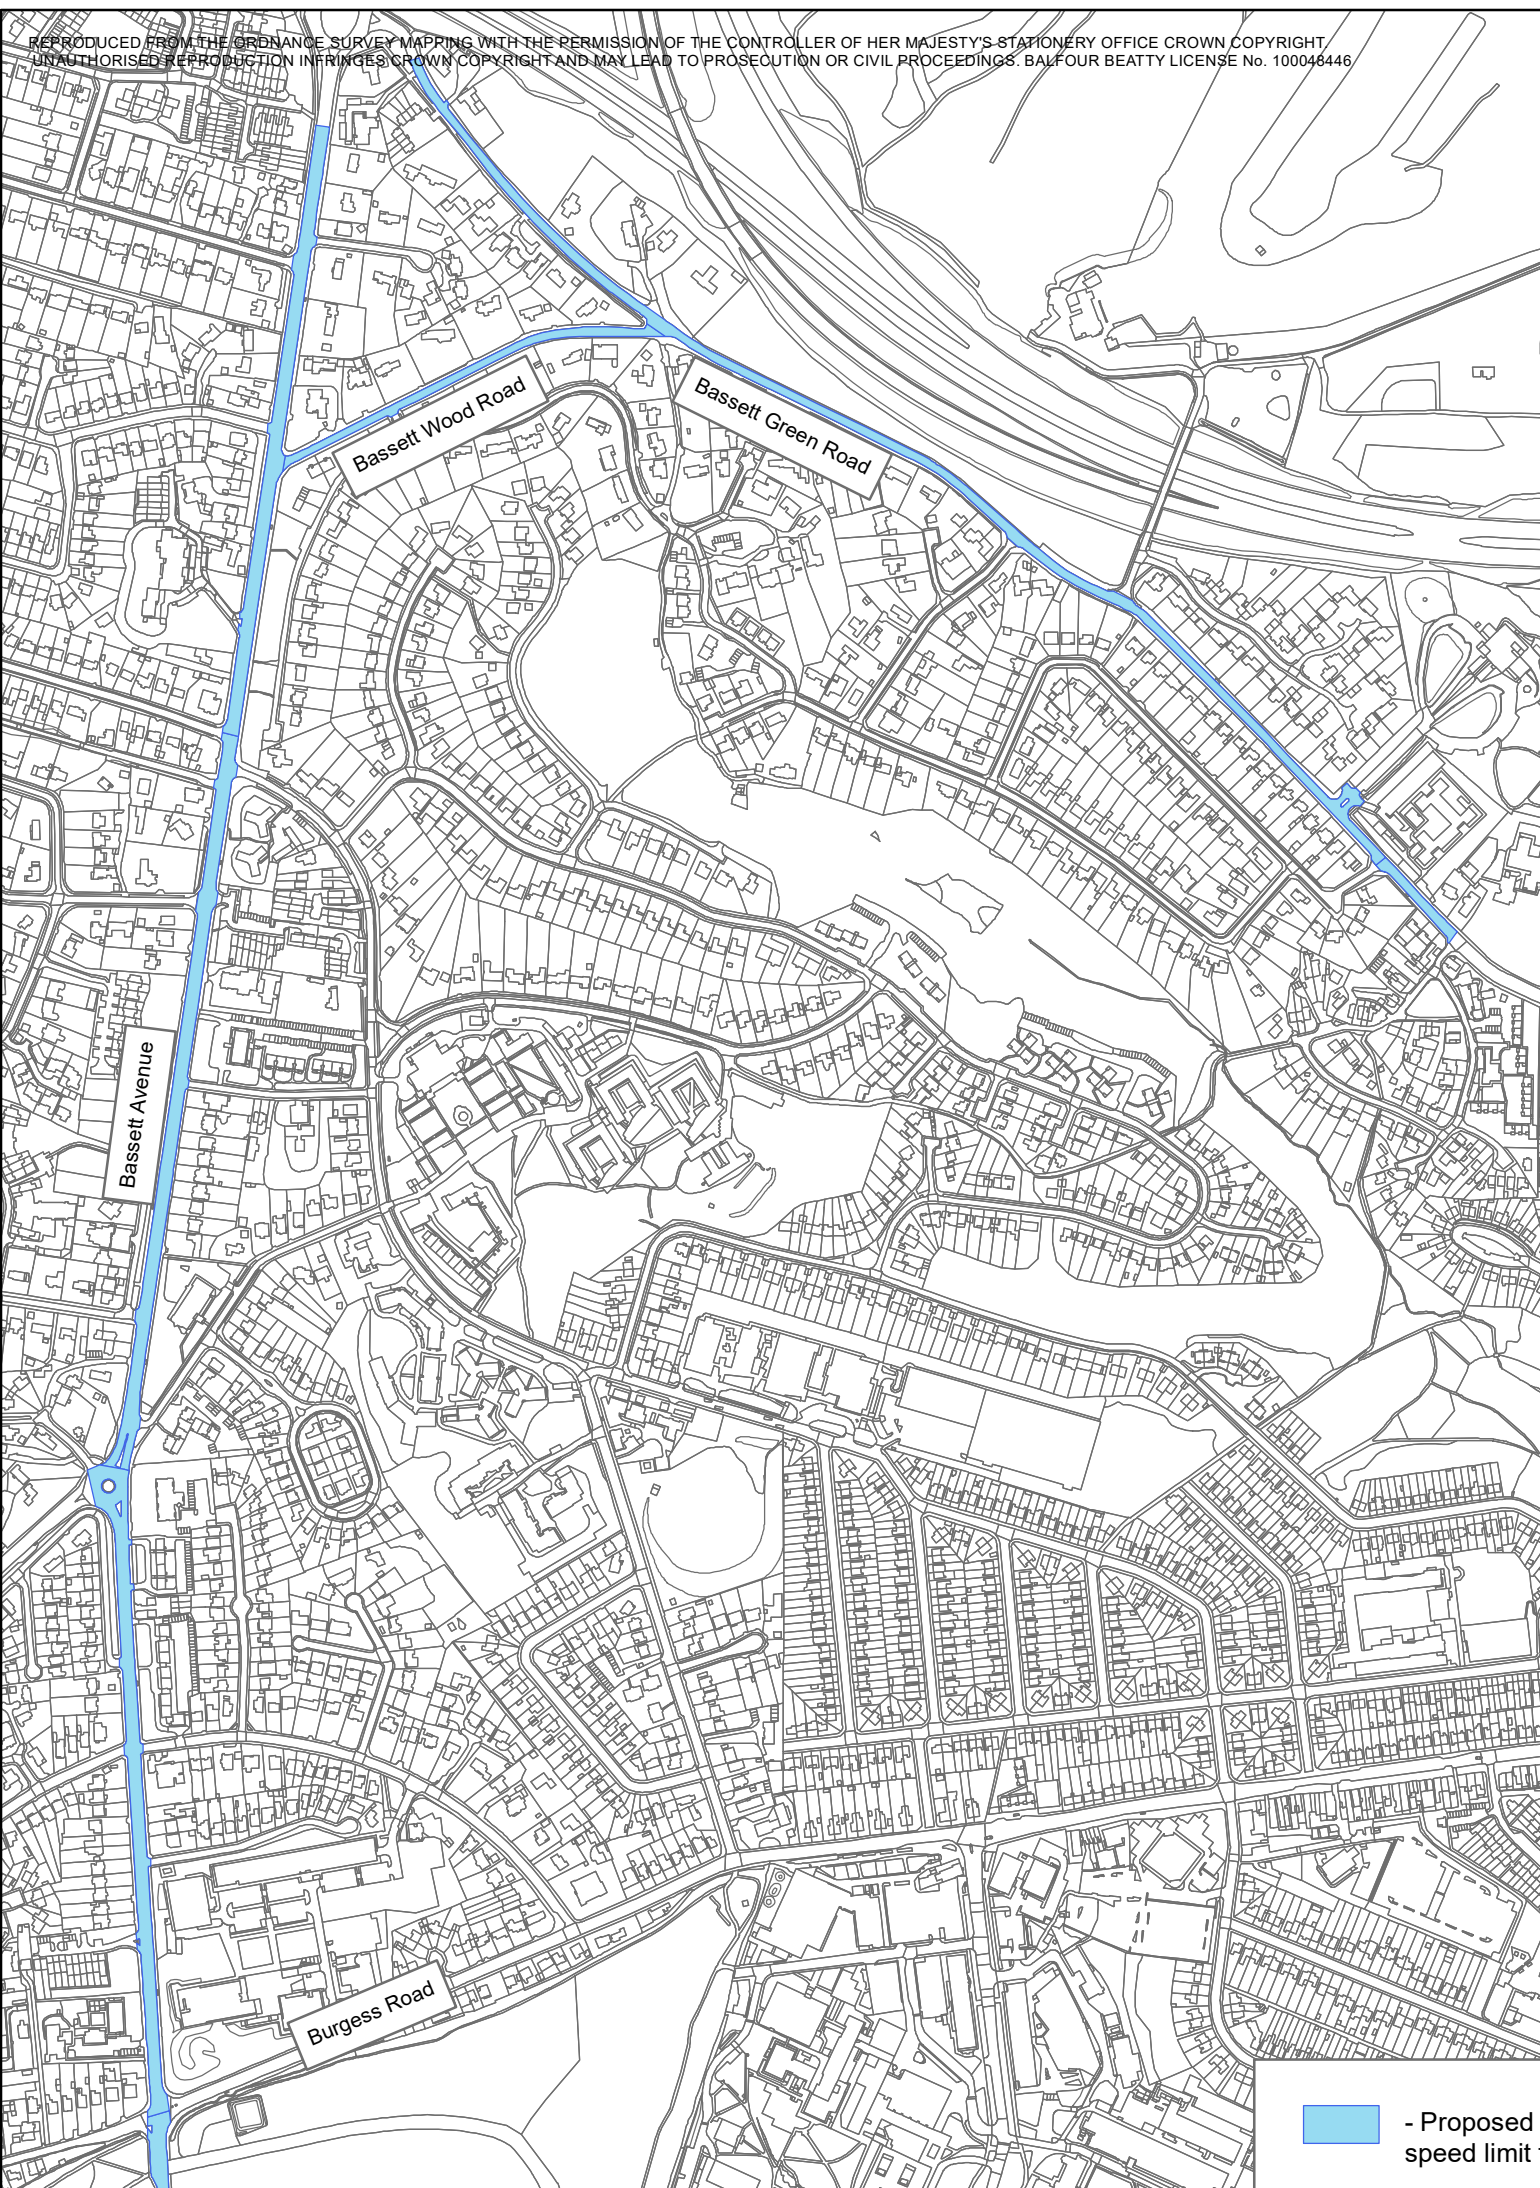 REPRODUCED FROM THE ORDNANCE SURVEY MAPPING WITH THE PERMISSION OF THE CONTROLLER OF HER MAJESTY'S STATIONERY OFFICE CROWN COPYRIGHT.
UNAUTHORISED REPRODUCTION INFRINGES CROWN COPYRIGHT AND MAY LEAD TO PROSECUTION OR CIVIL PROCEEDINGS. BALFOUR BEATTY LICENSE No. 100048446
Bassett Wood Road
Bassett Green Road
Bassett Avenue
Burgess Road
- Proposed
speed limit